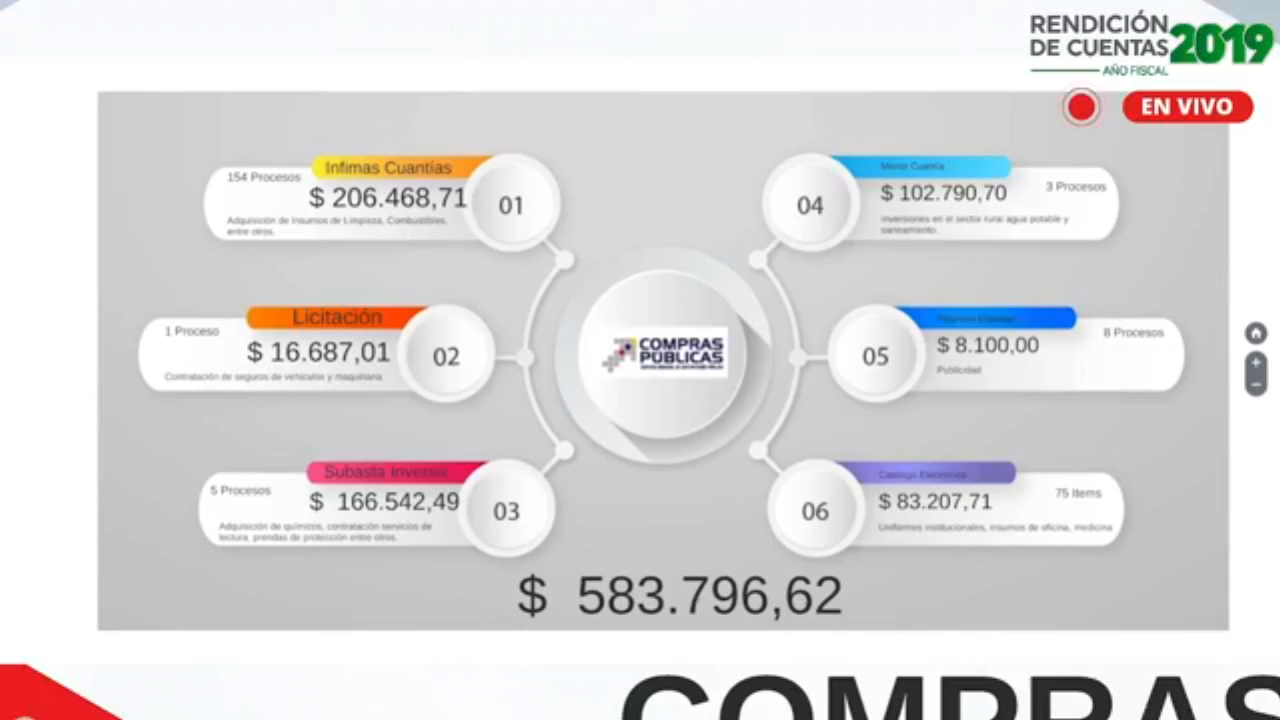 RENDICIÓN
DE CUENTAS 2019
AÑO FISCAL
EN VIVO
154 Procesos
Infimas Cuantías
$ 206.468,71
01
Adquisición de Insumos de Limpieza, Combustibles,
entre otros.
1 Proceso
Licitación
$ 16.687,01
02
Contratación de seguros de vehículos y maquinaria
5 Procesos
Subasta Inversa
$ 166.542,49
03
Adquisición de químicos, contratación servicios de
lectura, prendas de protección entre otros.
COMPRAS
PÚBLICAS
04
Menor Cuantía
$ 102.790,70
3 Procesos
Inversiones en el sector rural agua potable y
saneamiento.
05
$ 8.100,00
8 Procesos
Publicidad
06
Catálogo Electrónico
$ 83.207,71
75 Items
Uniformes institucionales, insumos de oficina, medicina
$ 583.796,62
COMPRAS